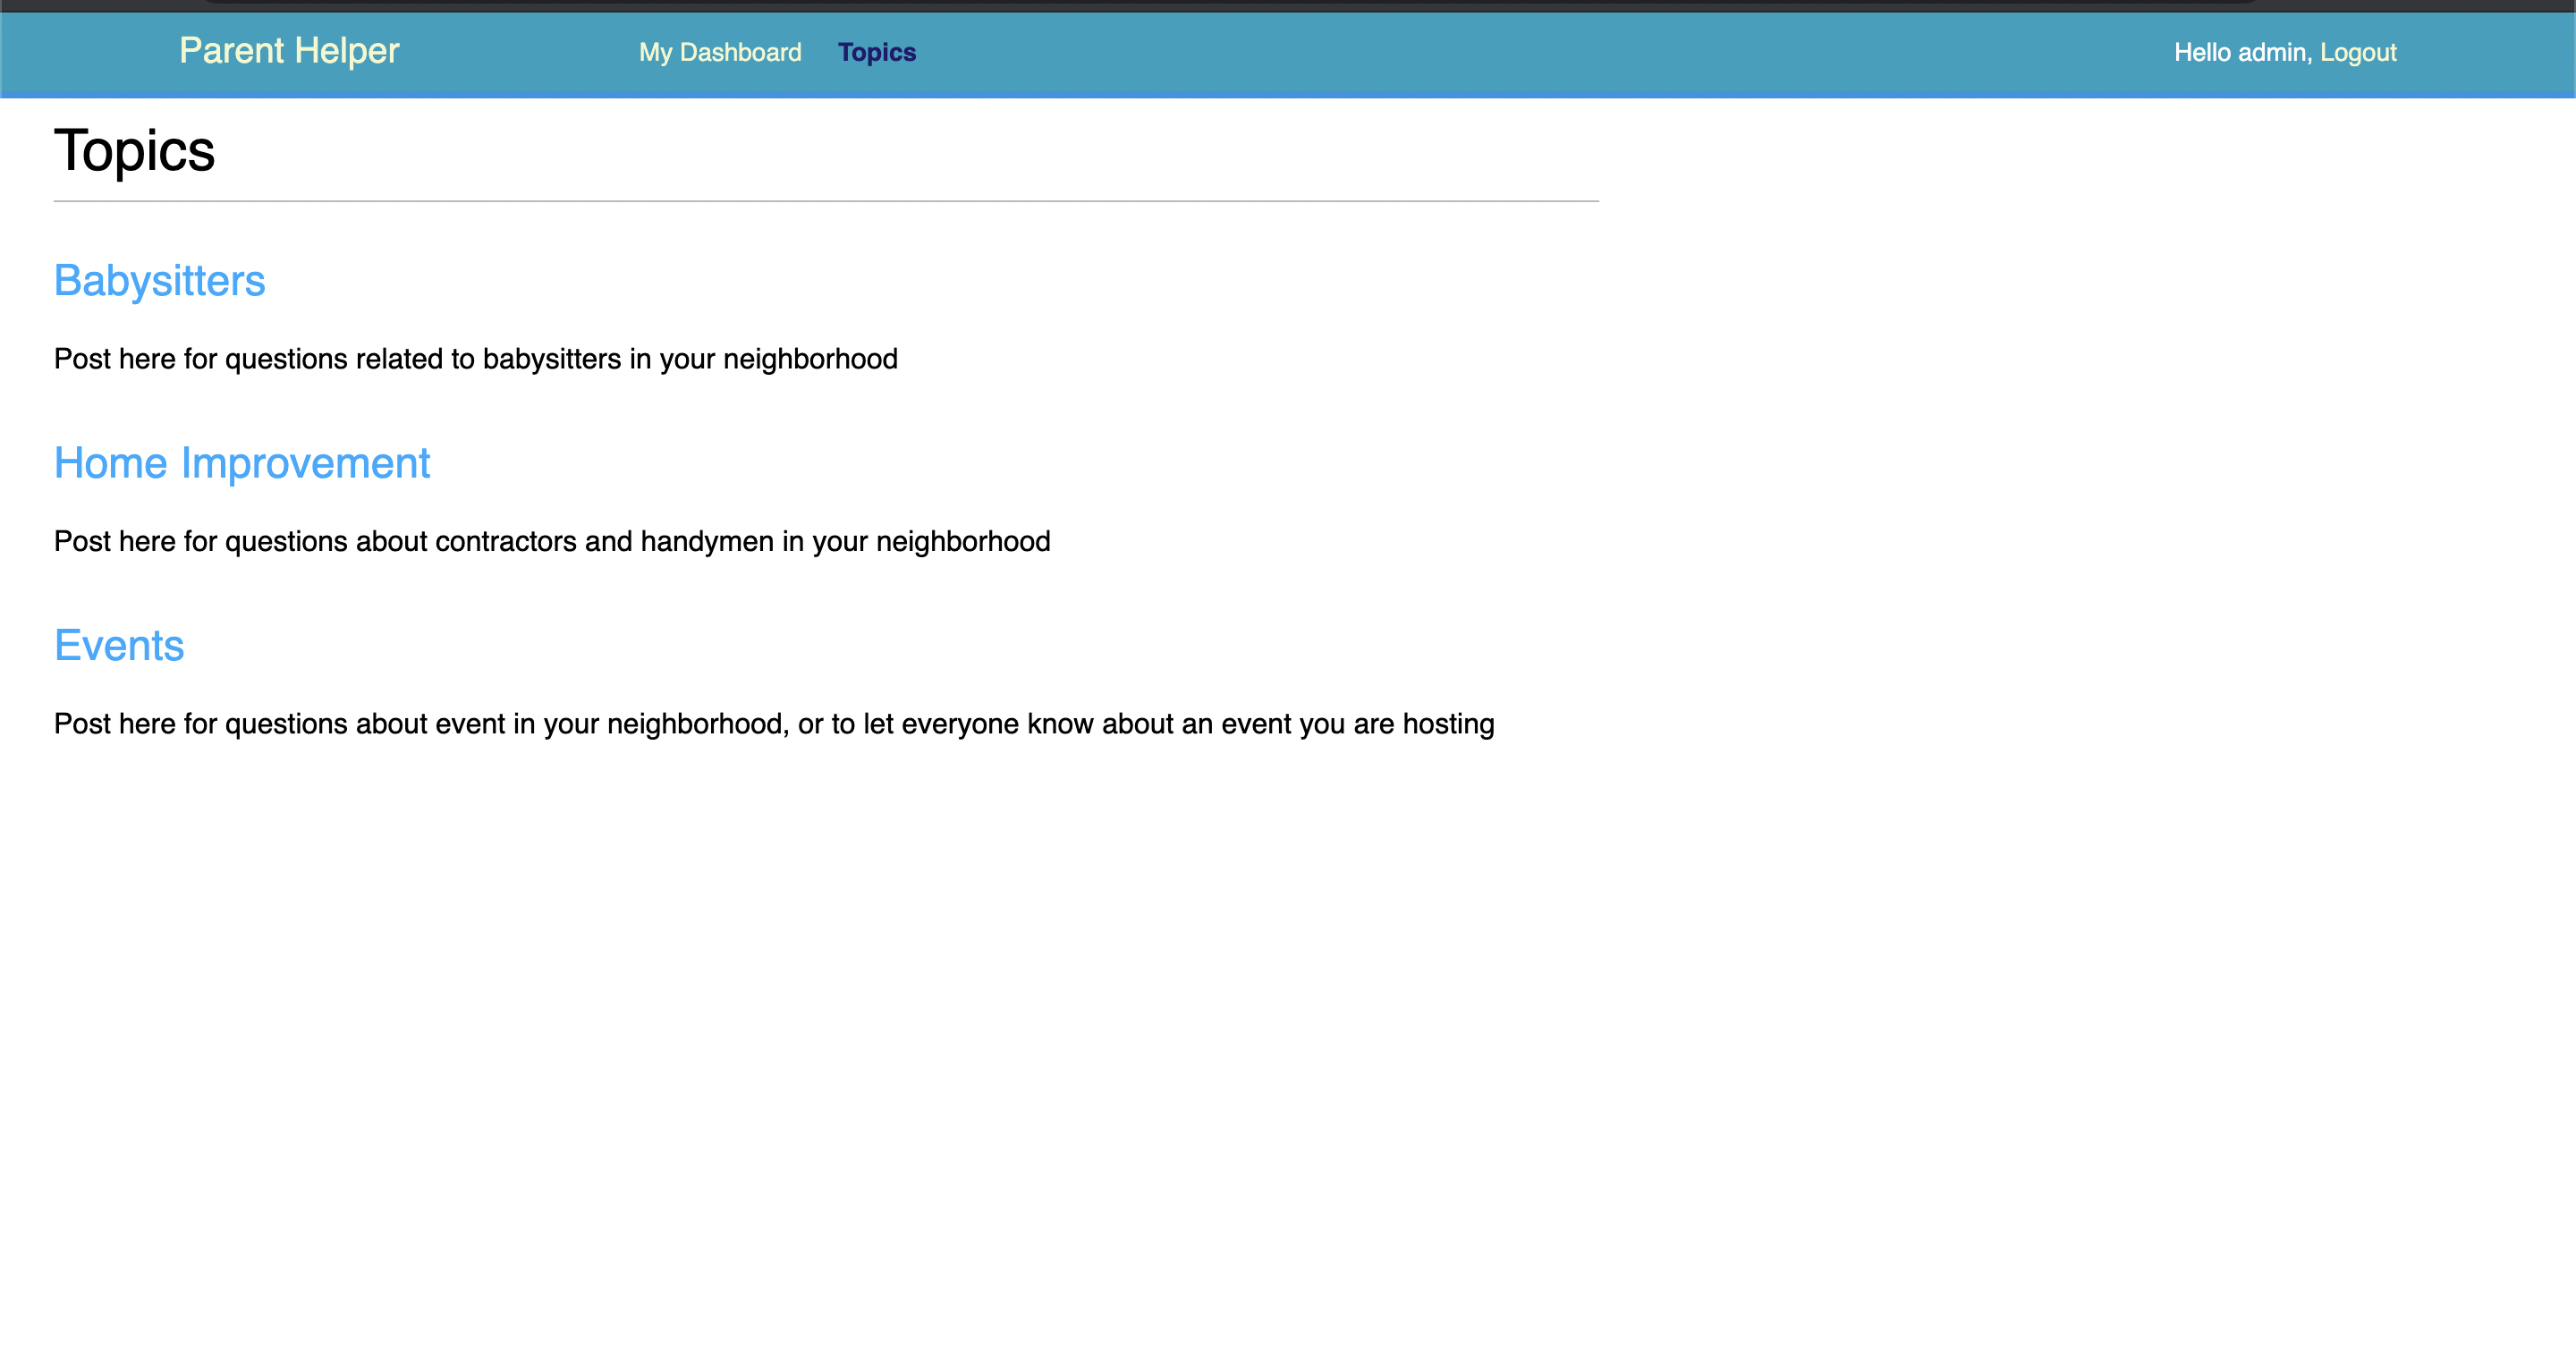 Parent Helper My Dashboard Topics Hello admin, Logout
Topics
Babysitters
Post here for questions related to babysitters in your neighborhood
Home Improvement
Post here for questions about contractors and handymen in your neighborhood
Events
Post here for questions about event in your neighborhood, or to let everyone know about an event you are hosting